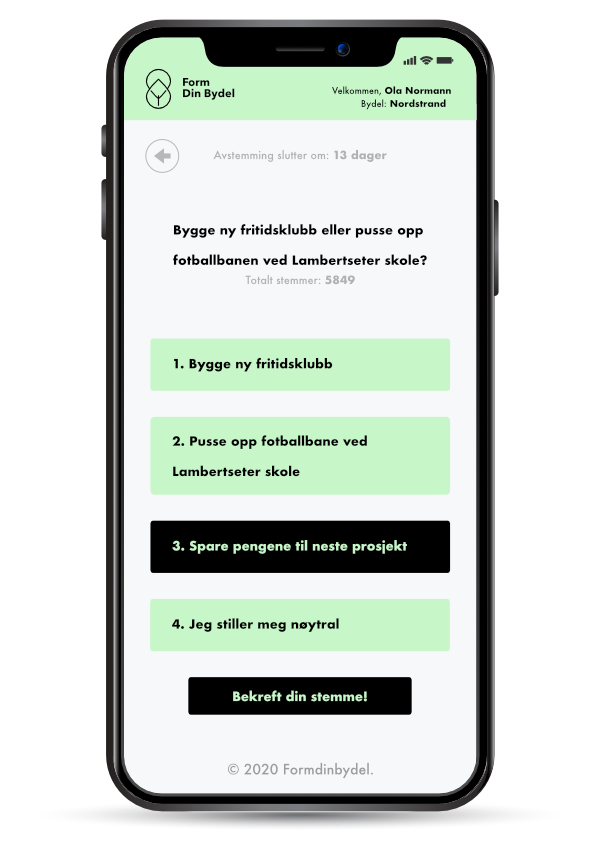 Form
Din Bydel
Velkommen, Ola Normann
Bydel: Nordstrand
Avstemming slutter om: 13 dager
Bygge ny fritidsklubb eller pusse opp
fotballbanen ved Lambertseter skole?
Totalt stemmer: 5849
1. Bygge ny fritidsklubb
2. Pusse opp fotballbane ved
Lambertseter skole
3. Spare pengene til neste prosjekt
4. Jeg stiller meg nøytral
Bekreft din stemme!
© 2020 Formdinbydel.